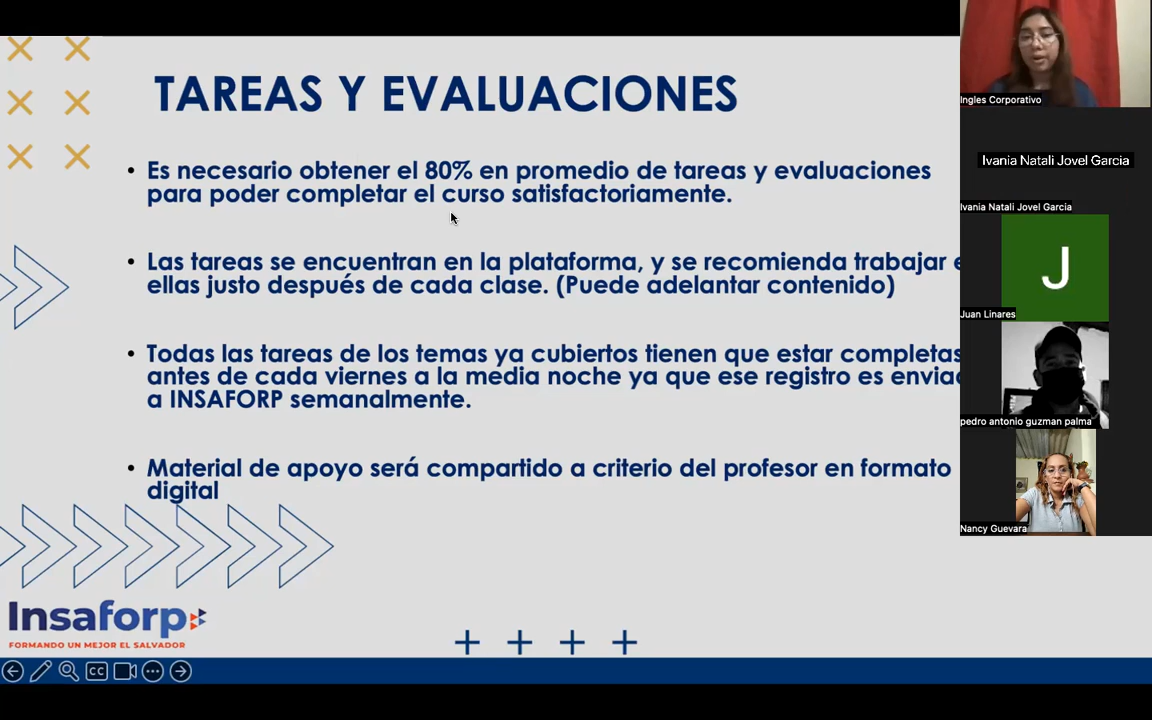 TAREAS Y EVALUACIONES
• Es necesario obtener el 80% en promedio de tareas y evaluaciones
para poder completar el curso satisfactoriamente.
• Las tareas se encuentran en la plataforma, y se recomienda trabajar
ellas justo después de cada clase. (Puede adelantar contenido)
• Todas las tareas de los temas ya cubiertos tienen que estar completas
antes de cada viernes a la media noche ya que ese registro es
a INSAFORP semanalmente.
• Material de apoyo será compartido a criterio del profesor en formato
digital
Insaforp
FORMANDO UN MEJOR EL SALVADOR
CC
Ingles Corporativo
Ivania Natali Jovel Garcia
Ivania Natali Jovel Garcia
J
Juan Linares
pedro antonio guzman palma
Nancy Guevara